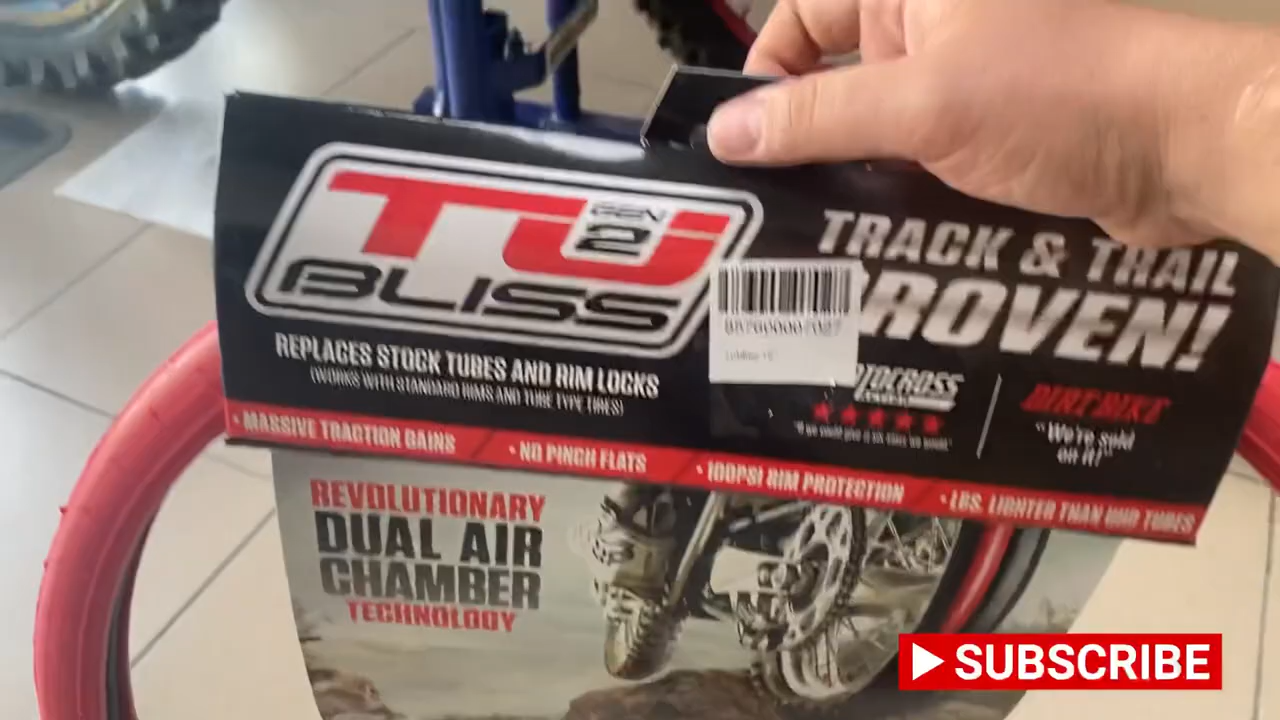 TU
GEN
2
BLISS
REPLACES STOCK TUBES AND RIM LOCKS
(WORKS WITH STANDARD RIMS AND TUBE TYPE TIRES)
TRACK & TRAIL
ROVEN!
DIRT BIKE
"We're sold
on it!"
• MASSIVE TRACTION GAINS • NO PINCH FLATS • 100PSI RIM PROTECTION • LBS. LIGHTER THAN UHD TUBES
REVOLUTIONARY
DUAL AIR
CHAMBER
TECHNOLOGY
SUBSCRIBE